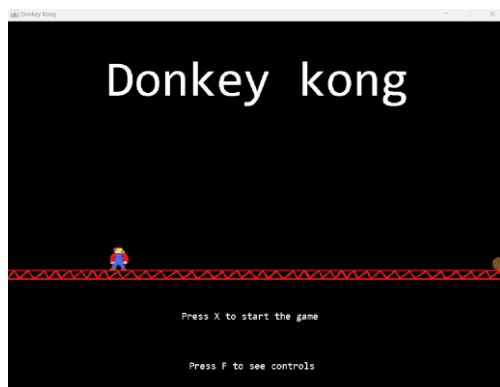 Donkey Kong
Donkey kong
Press X to start the game
Press F to see controls